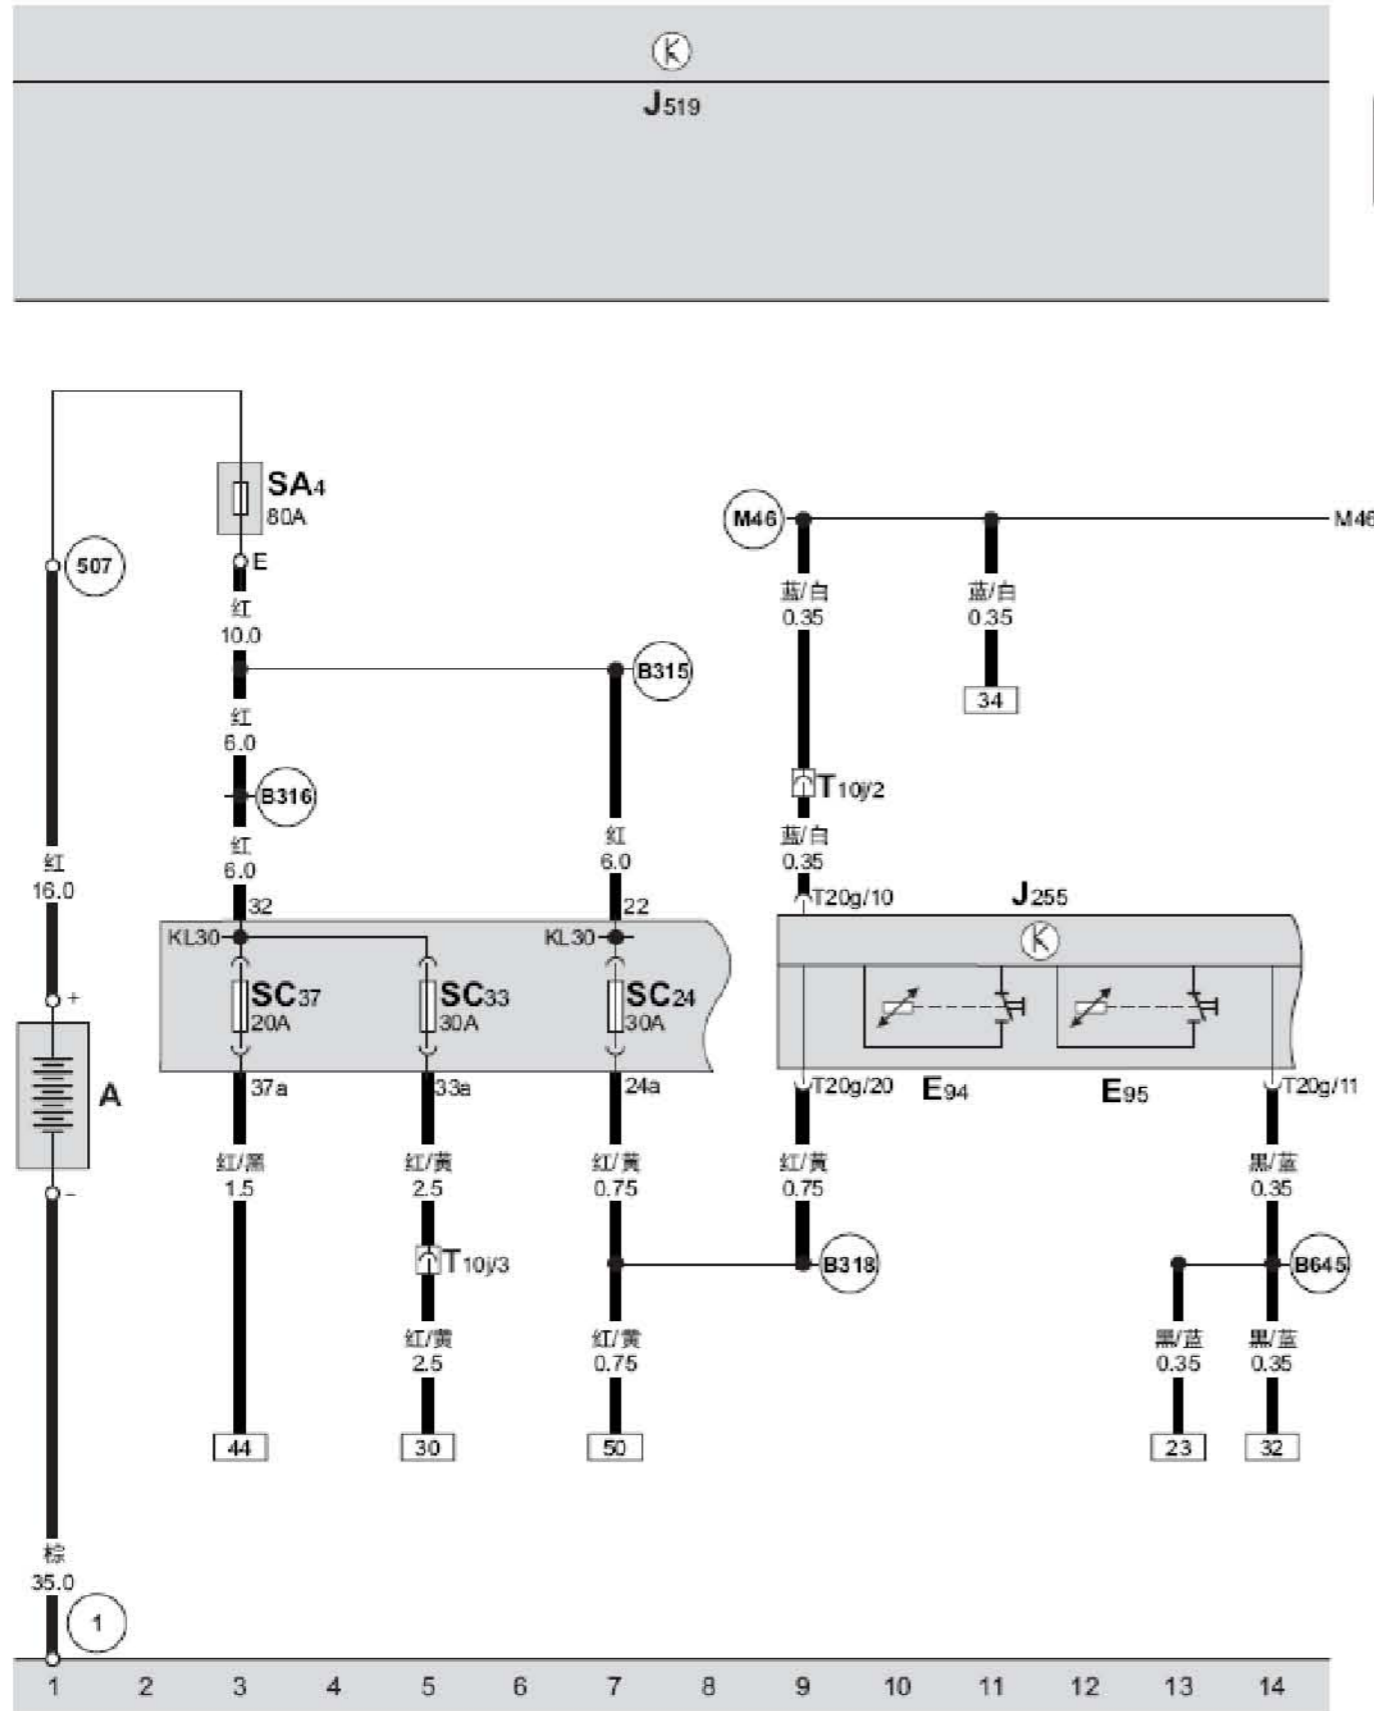 J519
SA4
80A
E
507
红
10.0
M46
M46
蓝/白
0.35
蓝/白
0.35
34
B315
红
6.0
B316
T10j/2
红
6.0
红
6.0
蓝/白
0.35
红
16.0
32
22
T20g/10
J255
KL30
KL30
SC37
20A
SC33
30A
SC24
30A
+
A
-
37a
33a
24a
T20g/20
E94
E95
T20g/11
红/黑
1.5
红/黄
2.5
红/黄
0.75
红/黄
0.75
黑/蓝
0.35
T10j/3
B318
B645
红/黄
2.5
红/黄
0.75
黑/蓝
0.35
黑/蓝
0.35
44
30
50
23
32
棕
35.0
1
1 2 3 4 5 6 7 8 9 10 11 12 13 14